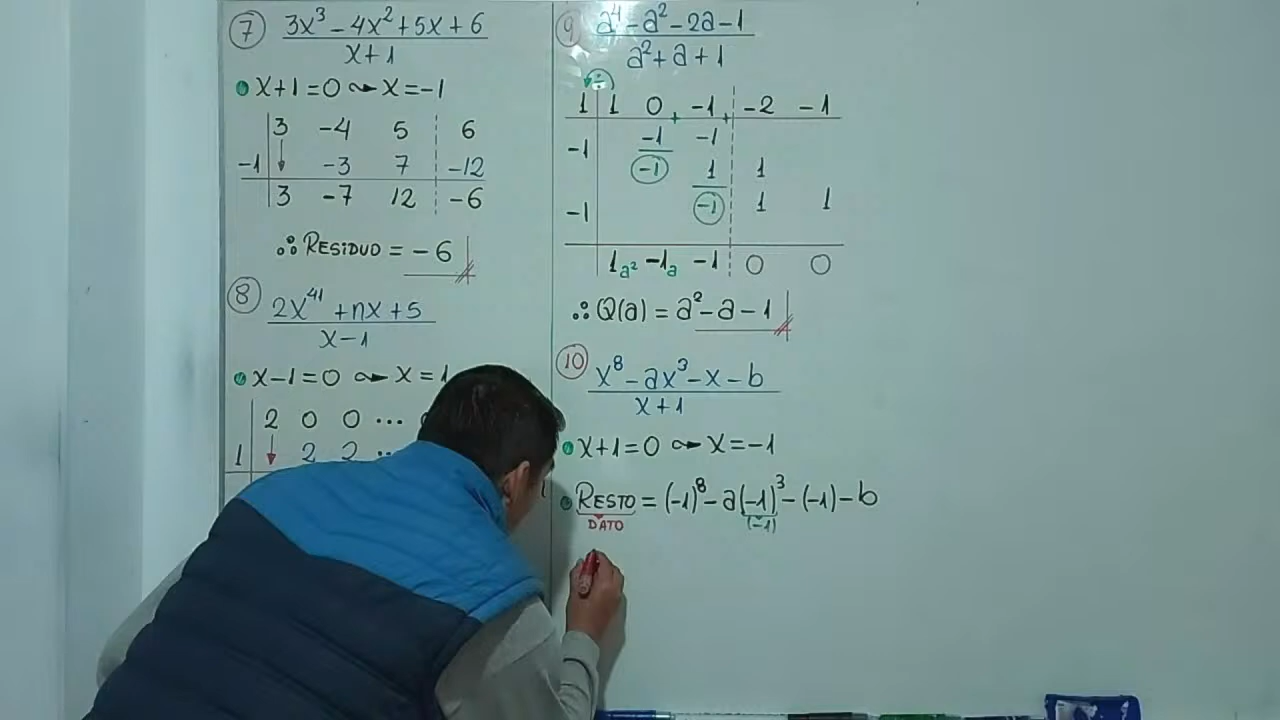 7 3x³ - 4x² + 5x + 6
x + 1
x + 1 = 0 ⤳ x = -1
3 -4 5 6
-1 -3 7 -12
3 -7 12 -6
∴ RESIDUO = -6
8 2x⁴¹ + nx + 5
x - 1
x - 1 = 0 ⤳ x = 1
2 0 0 ...
1 2 2
9 a⁴ - a² - 2a - 1
a² + a + 1
÷
1 1 0 -1 -2 -1
+ +
-1 -1 -1
-1 1 1
-1 -1 1 1
1a² -1a -1 0 0
∴ Q(a) = a² - a - 1
10 x⁸ - ax³ - x - b
x + 1
x + 1 = 0 ⤳ x = -1
RESTO = (-1)⁸ - a(-1)³ - (-1) - b
DATO (-1)